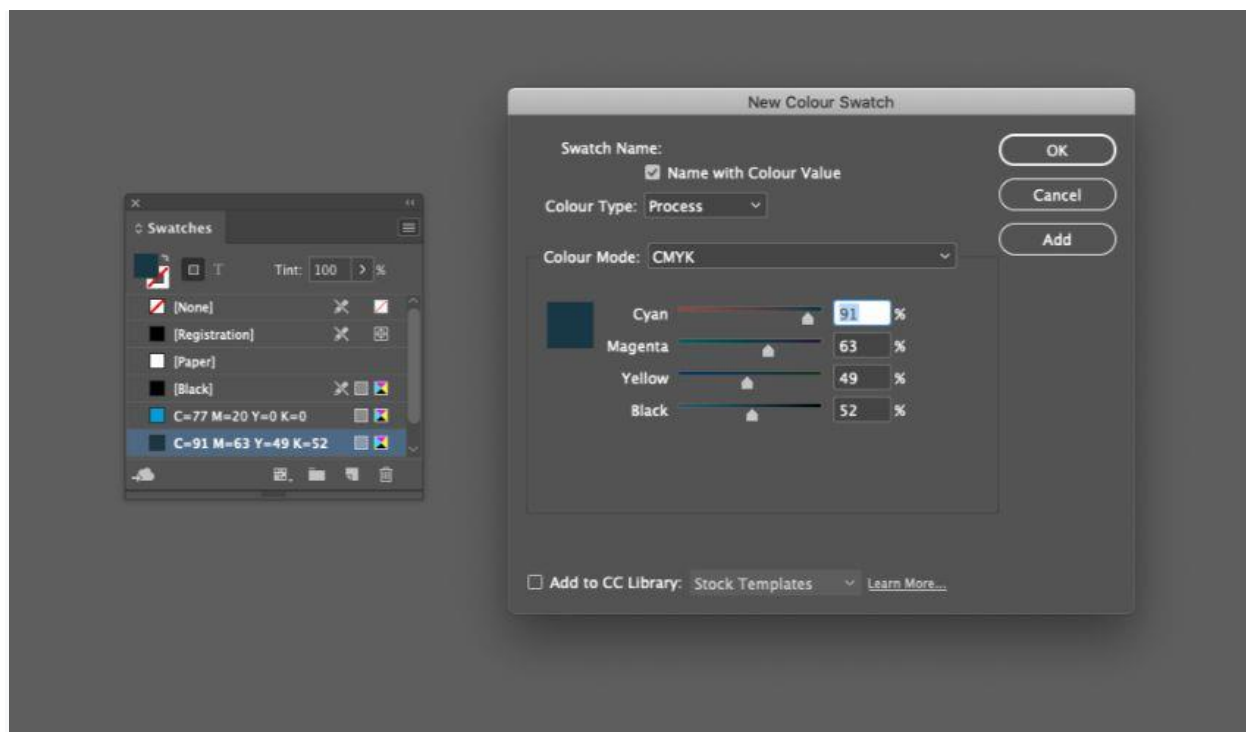 Swatches
Tint: 100 %
[None]
[Registration]
[Paper]
[Black]
C=77 M=20 Y=0 K=0
C=91 M=63 Y=49 K=52
New Colour Swatch
Swatch Name:
Name with Colour Value
Colour Type: Process
Colour Mode: CMYK
Cyan 91 %
Magenta 63 %
Yellow 49 %
Black 52 %
Add to CC Library: Stock Templates Learn More...
OK
Cancel
Add